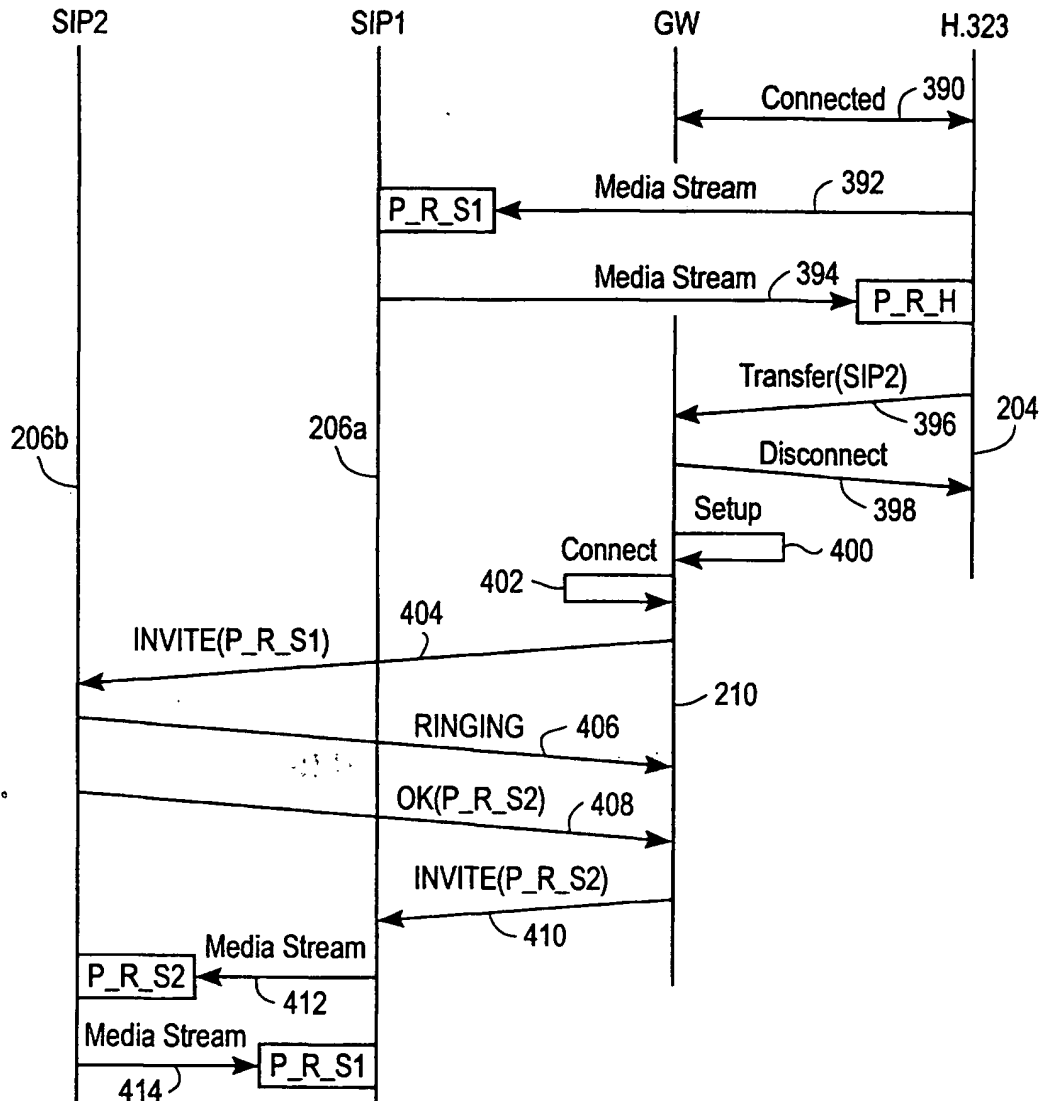 SIP2 SIP1 GW H.323
Connected 390
Media Stream 392
P_R_S1
Media Stream 394
P_R_H
Transfer(SIP2)
396
204
206b
206a
Disconnect
398
Setup
400
Connect
402
404
INVITE(P_R_S1)
210
RINGING 406
OK(P_R_S2) 408
INVITE(P_R_S2)
410
Media Stream
P_R_S2
412
Media Stream
P_R_S1
414